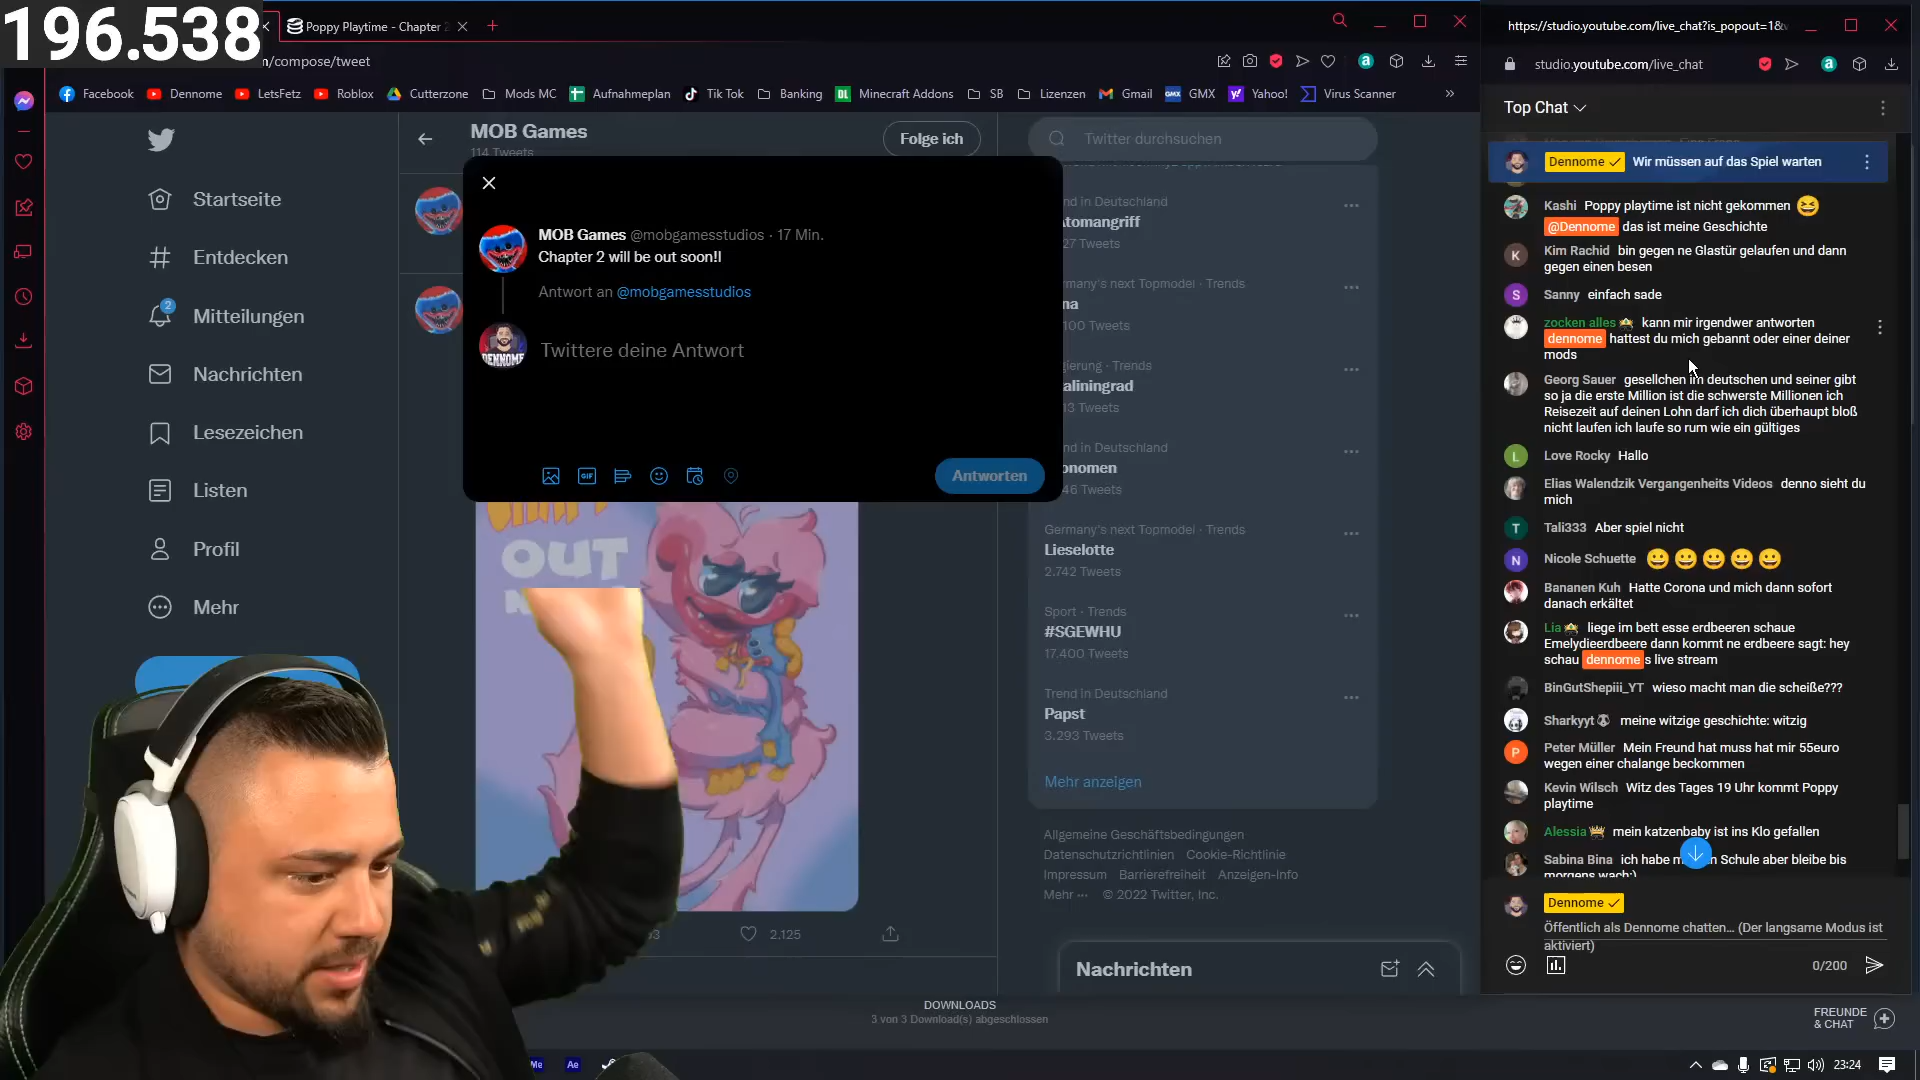 196.538
Poppy Playtime - Chapter
m/compose/tweet
Facebook
Dennome
LetsFetz
Roblox
Cutterzone
Mods MC
Aufnahmeplan
Tik Tok
Banking
Minecraft Addons
SB
Lizenzen
Gmail
GMX
Yahoo!
Virus Scanner
Startseite
Entdecken
2
Mitteilungen
Nachrichten
Lesezeichen
Listen
Profil
Mehr
MOB Games
114 Tweets
Folge ich
MOB Games @mobgamesstudios · 17 Min.
Chapter 2 will be out soon!!
Antwort an @mobgamesstudios
DENNOME
Twittere deine Antwort
GIF
Antworten
OUT
2.125
Twitter durchsuchen
nd in Deutschland
Atomangriff
27 Tweets
rmany's next Topmodel · Trends
na
100 Tweets
gierung · Trends
aliningrad
13 Tweets
nd in Deutschland
onomen
46 Tweets
Germany's next Topmodel · Trends
Lieselotte
2.742 Tweets
Sport · Trends
#SGEWHU
17.400 Tweets
Trend in Deutschland
Papst
3.293 Tweets
Mehr anzeigen
Allgemeine Geschäftsbedingungen
Datenschutzrichtlinien Cookie-Richtlinie
Impressum Barrierefreiheit Anzeigen-Info
Mehr ··· © 2022 Twitter, Inc.
Nachrichten
DOWNLOADS
3 von 3 Download(s) abgeschlossen
https://studio.youtube.com/live_chat?is_popout=1&
studio.youtube.com/live_chat
Top Chat
Dennome Wir müssen auf das Spiel warten
Kashi Poppy playtime ist nicht gekommen 😆
@Dennome das ist meine Geschichte
Kim Rachid bin gegen ne Glastür gelaufen und dann
gegen einen besen
Sanny einfach sade
zocken alles kann mir irgendwer antworten
dennome hattest du mich gebannt oder einer deiner
mods
Georg Sauer gesellchen im deutschen und seiner gibt
so ja die erste Million ist die schwerste Millionen ich
Reisezeit auf deinen Lohn darf ich dich überhaupt bloß
nicht laufen ich laufe so rum wie ein gültiges
Love Rocky Hallo
Elias Walendzik Vergangenheits Videos denno sieht du
mich
Tali333 Aber spiel nicht
Nicole Schuette 😀 😀 😀 😀 😀
Bananen Kuh Hatte Corona und mich dann sofort
danach erkältet
Lia liege im bett esse erdbeeren schaue
Emelydieerdbeere dann kommt ne erdbeere sagt: hey
schau dennome s live stream
BinGutShepiii_YT wieso macht man die scheiße???
Sharkyyt meine witzige geschichte: witzig
Peter Müller Mein Freund hat muss hat mir 55euro
wegen einer chalange beckommen
Kevin Wilsch Witz des Tages 19 Uhr kommt Poppy
playtime
Alessia mein katzenbaby ist ins Klo gefallen
Sabina Bina ich habe Schule aber bleibe bis
morgens wach:)
Dennome
Öffentlich als Dennome chatten... (Der langsame Modus ist
aktiviert)
0/200
FREUNDE
& CHAT
Me
Ae
23:24